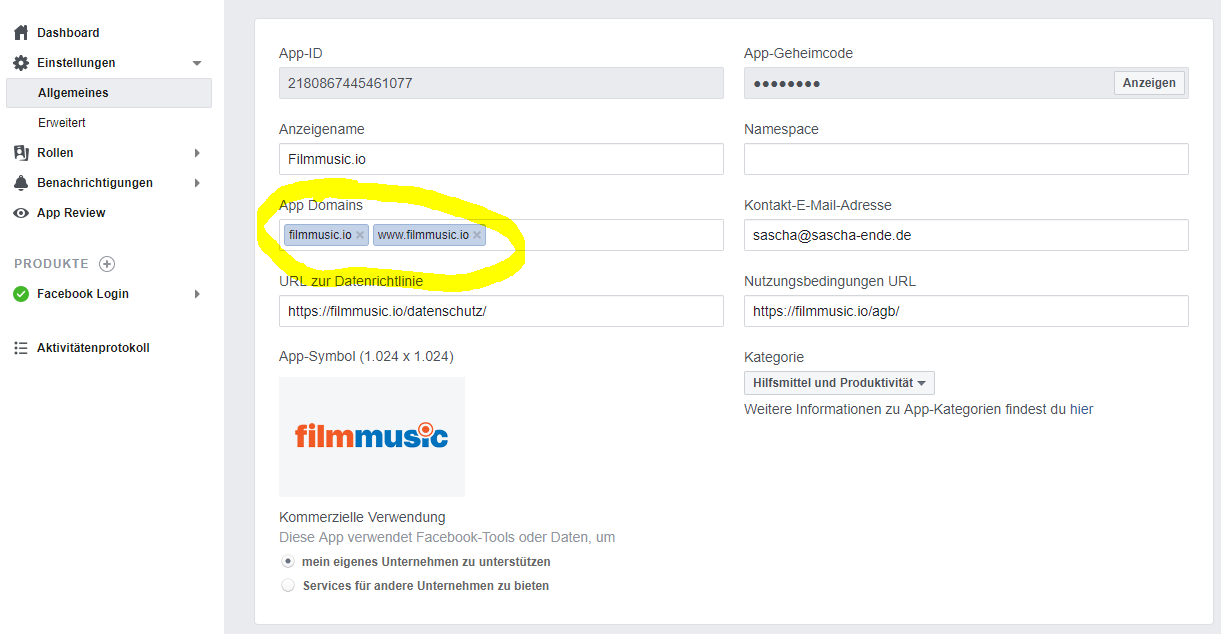 Dashboard
Einstellungen
Allgemeines
Erweitert
Rollen
Benachrichtigungen
App Review
PRODUKTE
Facebook Login
Aktivitätenprotokoll
App-ID
2180867445461077
App-Geheimcode
●●●●●●●●
Anzeigen
Anzeigename
Filmmusic.io
Namespace
App Domains
filmmusic.io × www.filmmusic.io ×
Kontakt-E-Mail-Adresse
sascha@sascha-ende.de
URL zur Datenrichtlinie
https://filmmusic.io/datenschutz/
Nutzungsbedingungen URL
https://filmmusic.io/agb/
App-Symbol (1.024 x 1.024)
filmmusic
Kategorie
Hilfsmittel und Produktivität
Weitere Informationen zu App-Kategorien findest du hier
Kommerzielle Verwendung
Diese App verwendet Facebook-Tools oder Daten, um
mein eigenes Unternehmen zu unterstützen
Services für andere Unternehmen zu bieten